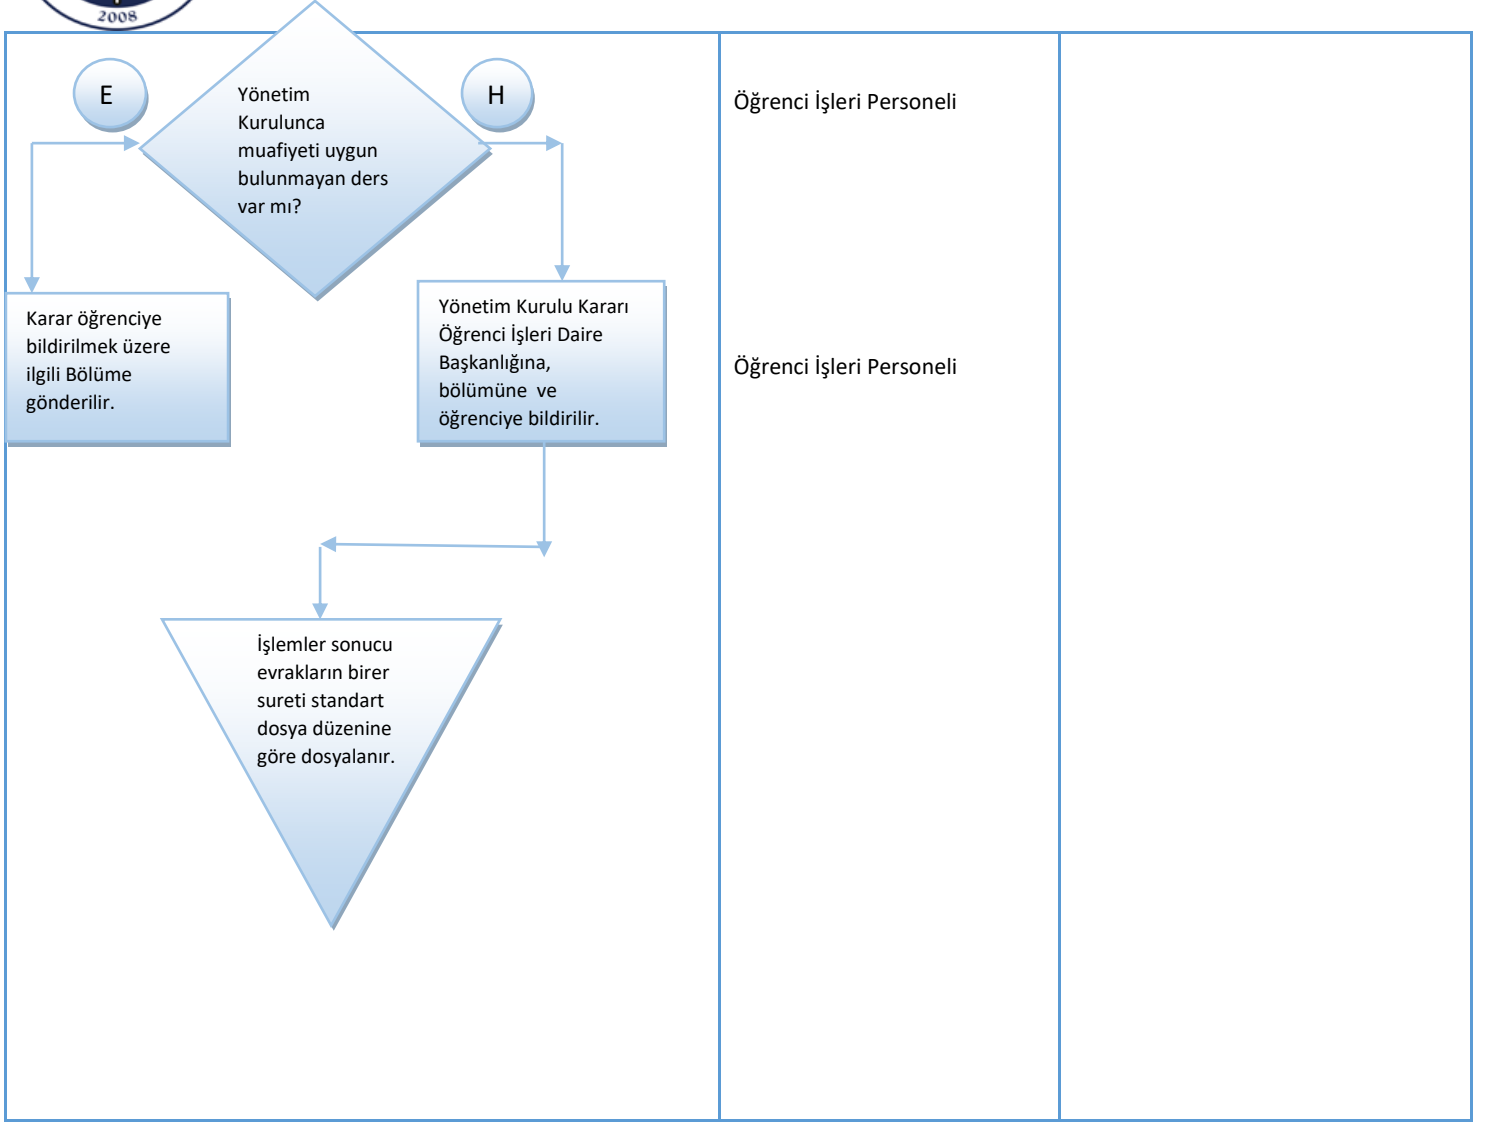 2008
E
Yönetim
Kurulunca
muafiyeti uygun
bulunmayan ders
var mı?
H
Öğrenci İşleri Personeli
Karar öğrenciye
bildirilmek üzere
ilgili Bölüme
gönderilir.
Yönetim Kurulu Kararı
Öğrenci İşleri Daire
Başkanlığına,
bölümüne  ve
öğrenciye bildirilir.
Öğrenci İşleri Personeli
İşlemler sonucu
evrakların birer
sureti standart
dosya düzenine
göre dosyalanır.